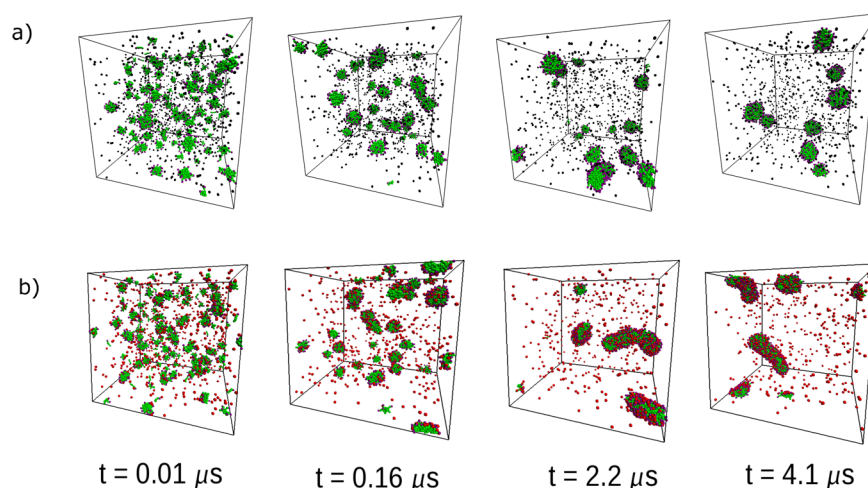 a)
b)
t = 0.01 μs
t = 0.16 μs
t = 2.2 μs
t = 4.1 μs